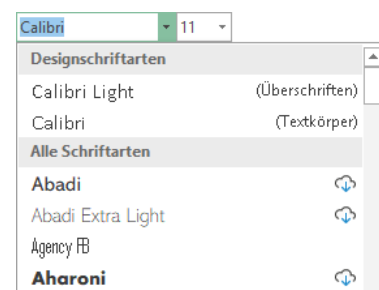 Calibri 11
Designschriftarten
Calibri Light (Überschriften)
Calibri (Textkörper)
Alle Schriftarten
Abadi
Abadi Extra Light
Agency FB
Aharoni